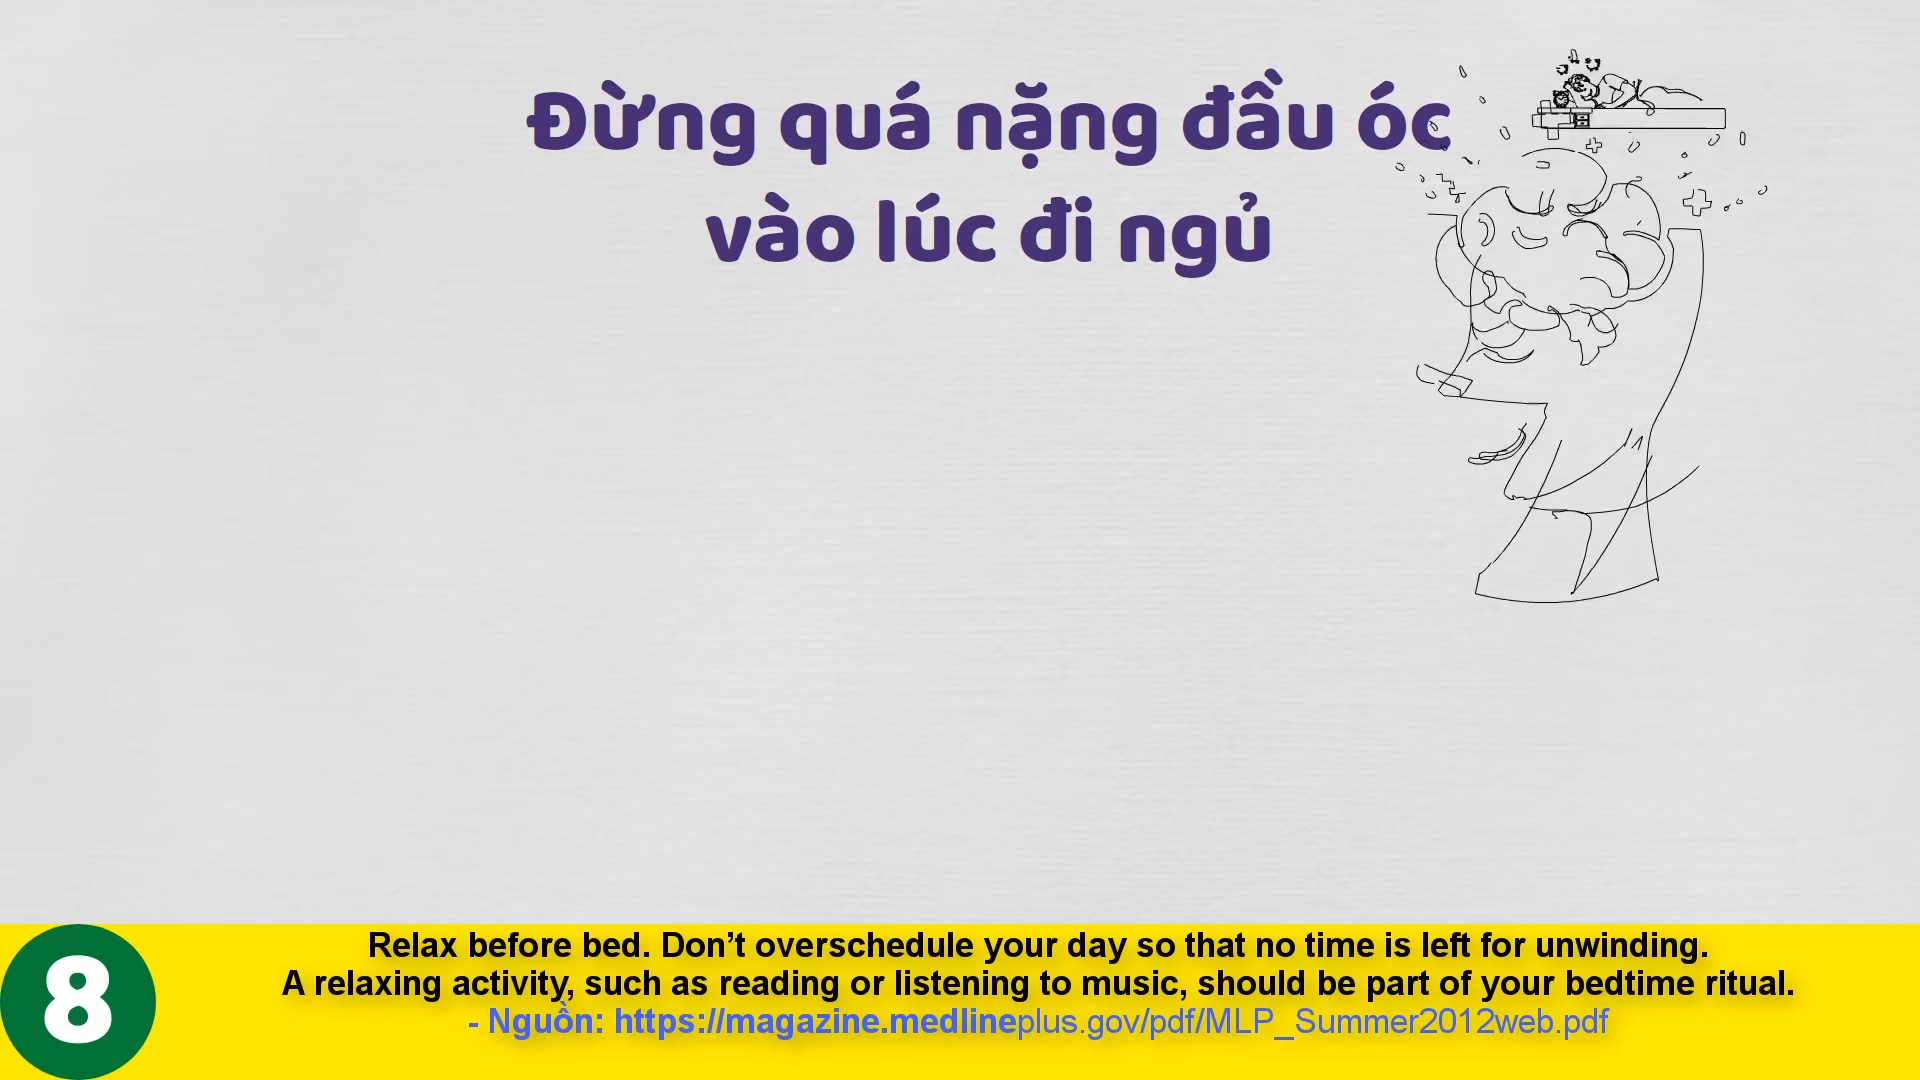 Đừng quá nặng đầu óc
vào lúc đi ngủ
8
Relax before bed. Don’t overschedule your day so that no time is left for unwinding.
A relaxing activity, such as reading or listening to music, should be part of your bedtime ritual.
- Nguồn: https://magazine.medlineplus.gov/pdf/MLP_Summer2012web.pdf